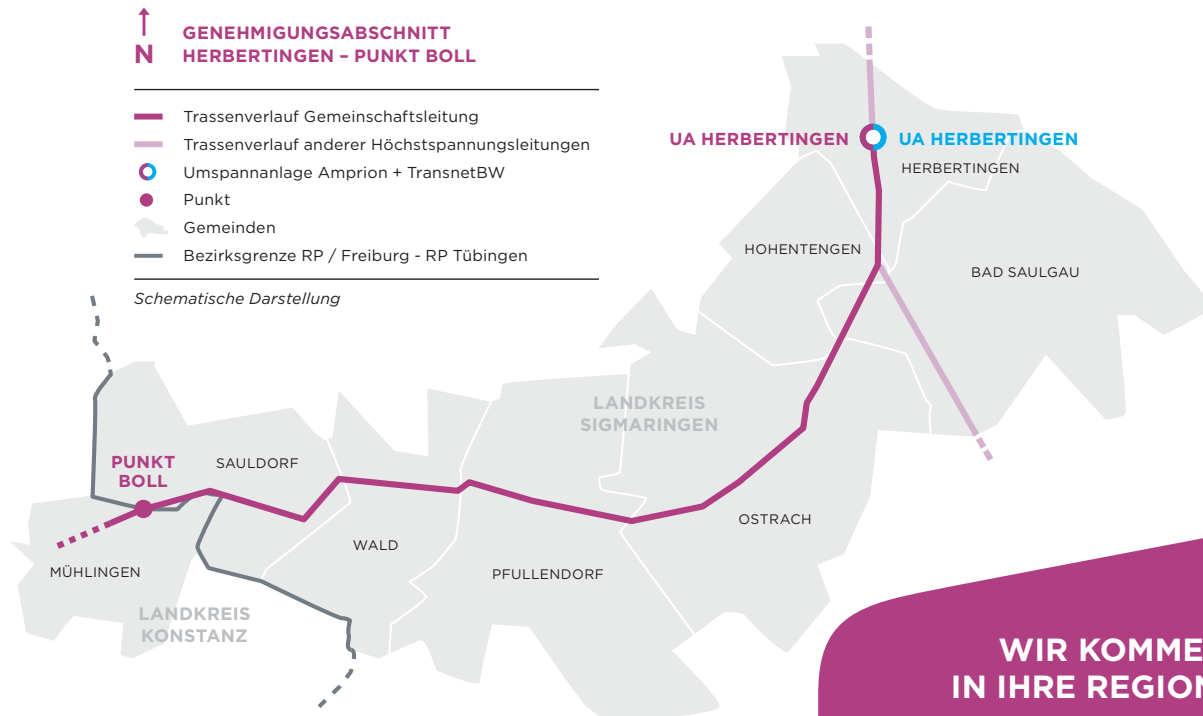 N
GENEHMIGUNGSABSCHNITT
HERBERTINGEN – PUNKT BOLL
Trassenverlauf Gemeinschaftsleitung
Trassenverlauf anderer Höchstspannungsleitungen
Umspannanlage Amprion + TransnetBW
Punkt
Gemeinden
Bezirksgrenze RP / Freiburg - RP Tübingen
Schematische Darstellung
UA HERBERTINGEN
UA HERBERTINGEN
HERBERTINGEN
HOHENTENGEN
BAD SAULGAU
LANDKREIS
SIGMARINGEN
PUNKT
BOLL
SAULDORF
OSTRACH
WALD
MÜHLINGEN
PFULLENDORF
LANDKREIS
KONSTANZ
WIR KOMME
IN IHRE REGION